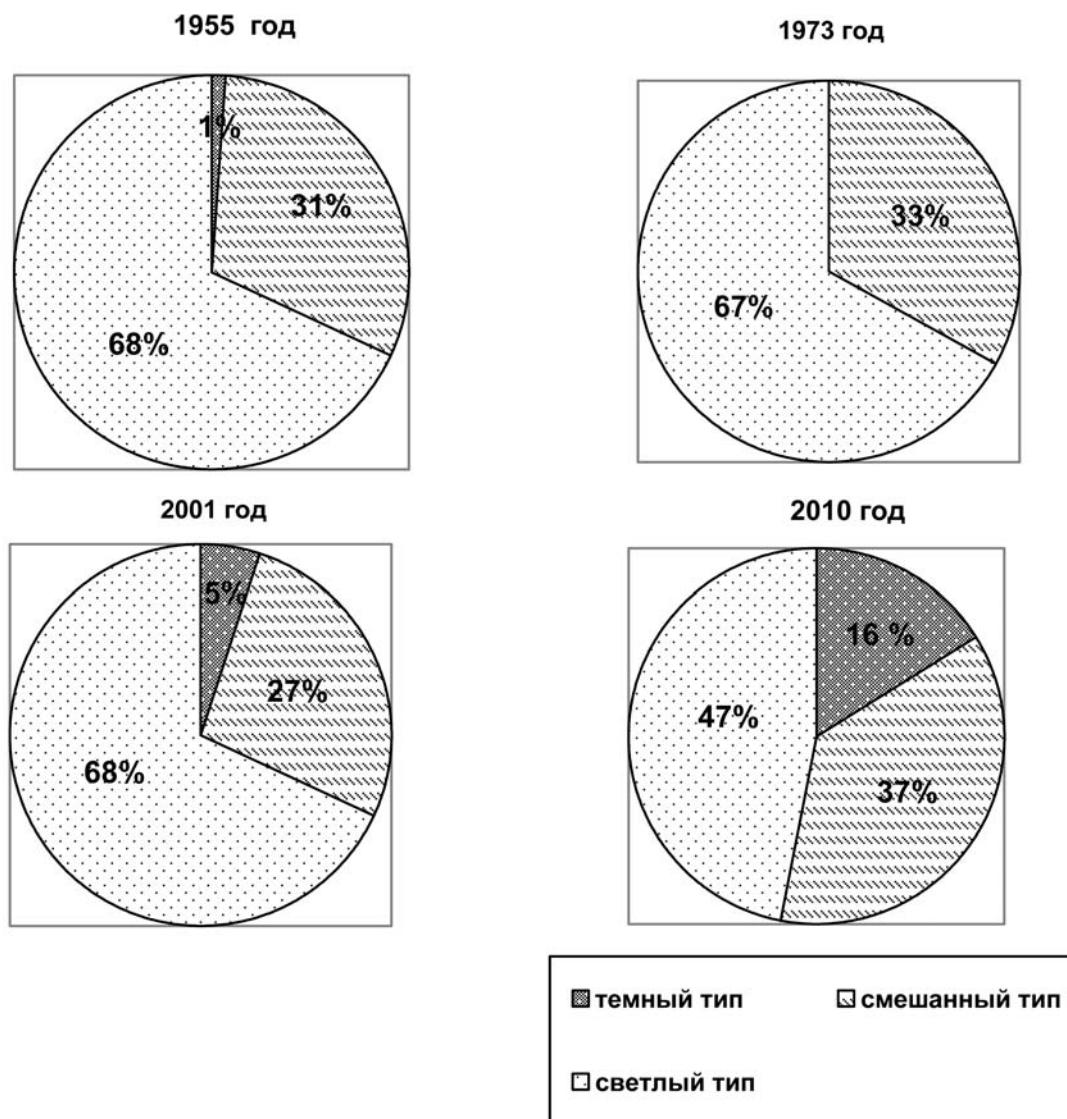 1955 год
1973 год
1%
31%
68%
33%
67%
2001 год
2010 год
5%
27%
68%
16 %
47%
37%
темный тип
смешанный тип
светлый тип